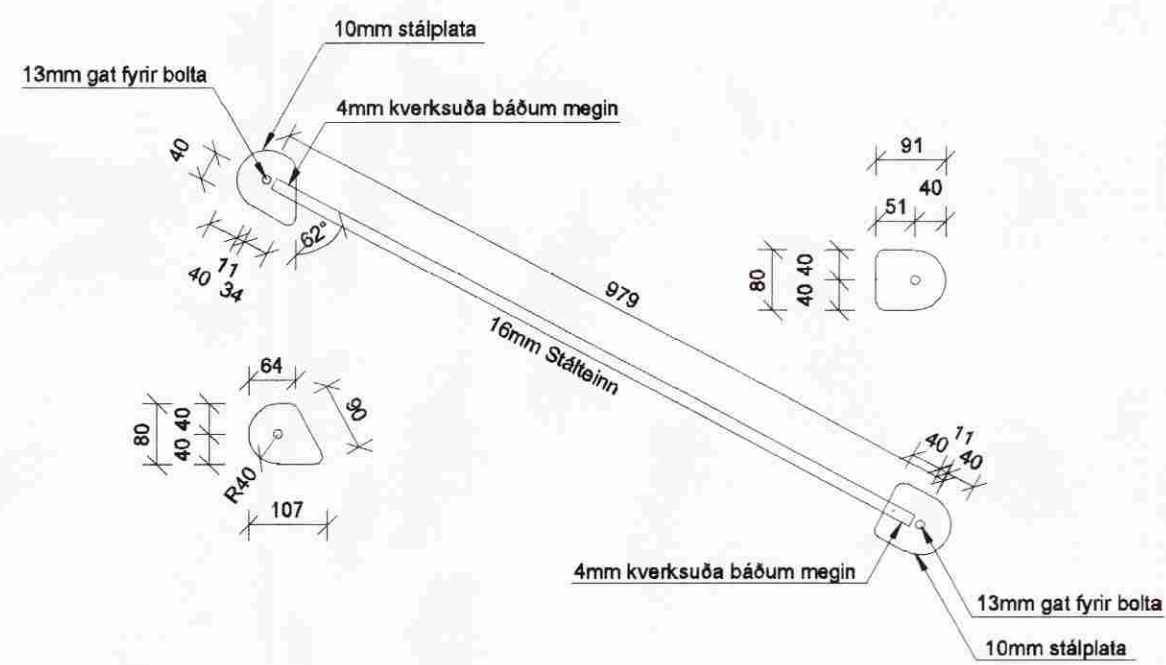 10mm stálplata
13mm gat fyrir bolta
4mm kverksuða báðum megin
40
91
40
51
62°
11
40
34
80
40
40
979
16mm Stálteinn
64
90
80
40
40
R40
107
40
11
40
4mm kverksuða báðum megin
13mm gat fyrir bolta
10mm stálplata